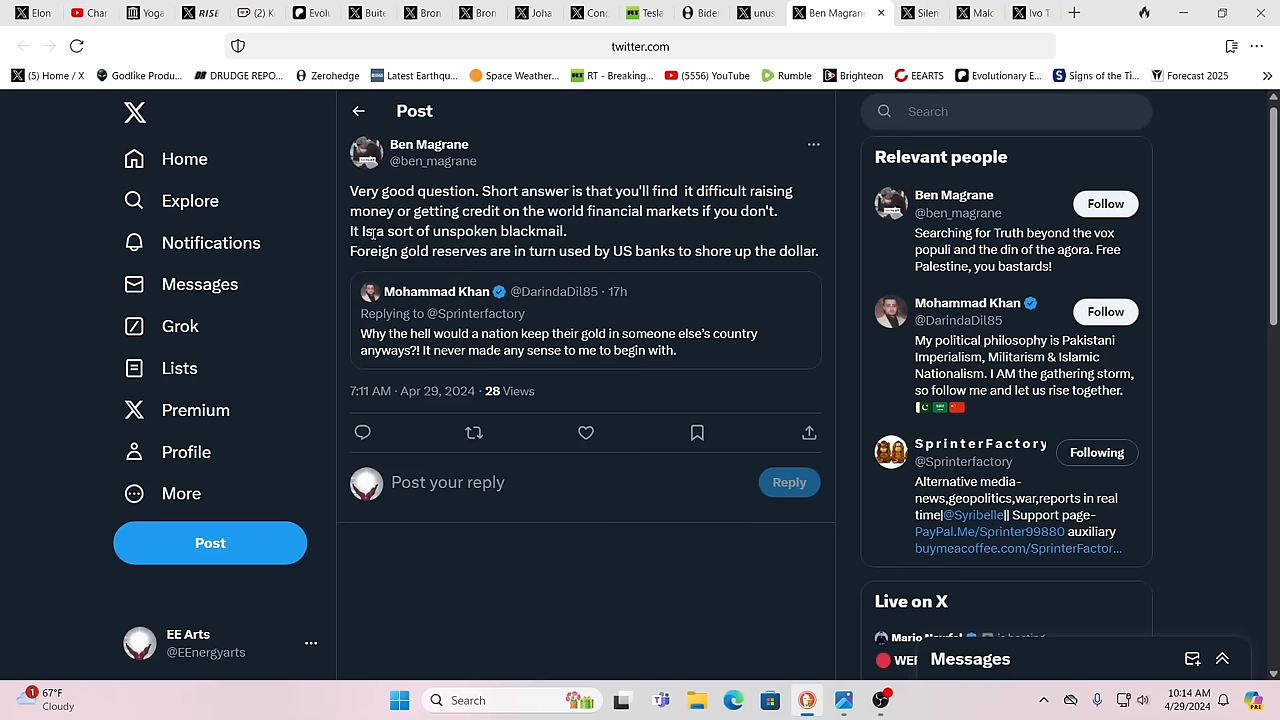 Elon
Char
Yoga
RISE
(2) K
Evol
Buite
Bron
Bron
Joha
Conc
Tesla
Bide
unus
Ben Magrane
Silen
Malc
Ivo T
twitter.com
(5) Home / X
Godlike Produ...
DRUDGE REPO...
Zerohedge
Latest Earthqu...
Space Weather...
RT - Breaking...
(5556) YouTube
Rumble
Brighteon
EEARTS
Evolutionary E...
Signs of the Ti...
Forecast 2025
Home
Explore
Notifications
Messages
Grok
Lists
Premium
Profile
More
Post
EE Arts
@EEnergyarts
Post
Ben Magrane
@ben_magrane
Very good question. Short answer is that you'll find it difficult raising
money or getting credit on the world financial markets if you don't.
It Is a sort of unspoken blackmail.
Foreign gold reserves are in turn used by US banks to shore up the dollar.
Mohammad Khan @DarindaDil85 · 17h
Replying to @Sprinterfactory
Why the hell would a nation keep their gold in someone else's country
anyways?! It never made any sense to me to begin with.
7:11 AM · Apr 29, 2024 · 28 Views
Post your reply
Reply
Search
Relevant people
Ben Magrane
@ben_magrane
Follow
Searching for Truth beyond the vox
populi and the din of the agora. Free
Palestine, you bastards!
Mohammad Khan
@DarindaDil85
Follow
My political philosophy is Pakistani
Imperialism, Militarism & Islamic
Nationalism. I AM the gathering storm,
so follow me and let us rise together.
SprinterFactory
@Sprinterfactory
Following
Alternative media-
news,geopolitics,war,reports in real
time|@Syribelle|| Support page-
PayPal.Me/Sprinter99880 auxiliary
buymeacoffee.com/SprinterFactor...
Live on X
Mario Nawfal is hosting
WEF
Messages
1
67°F
Cloudy
Search
10:14 AM
4/29/2024
PRE